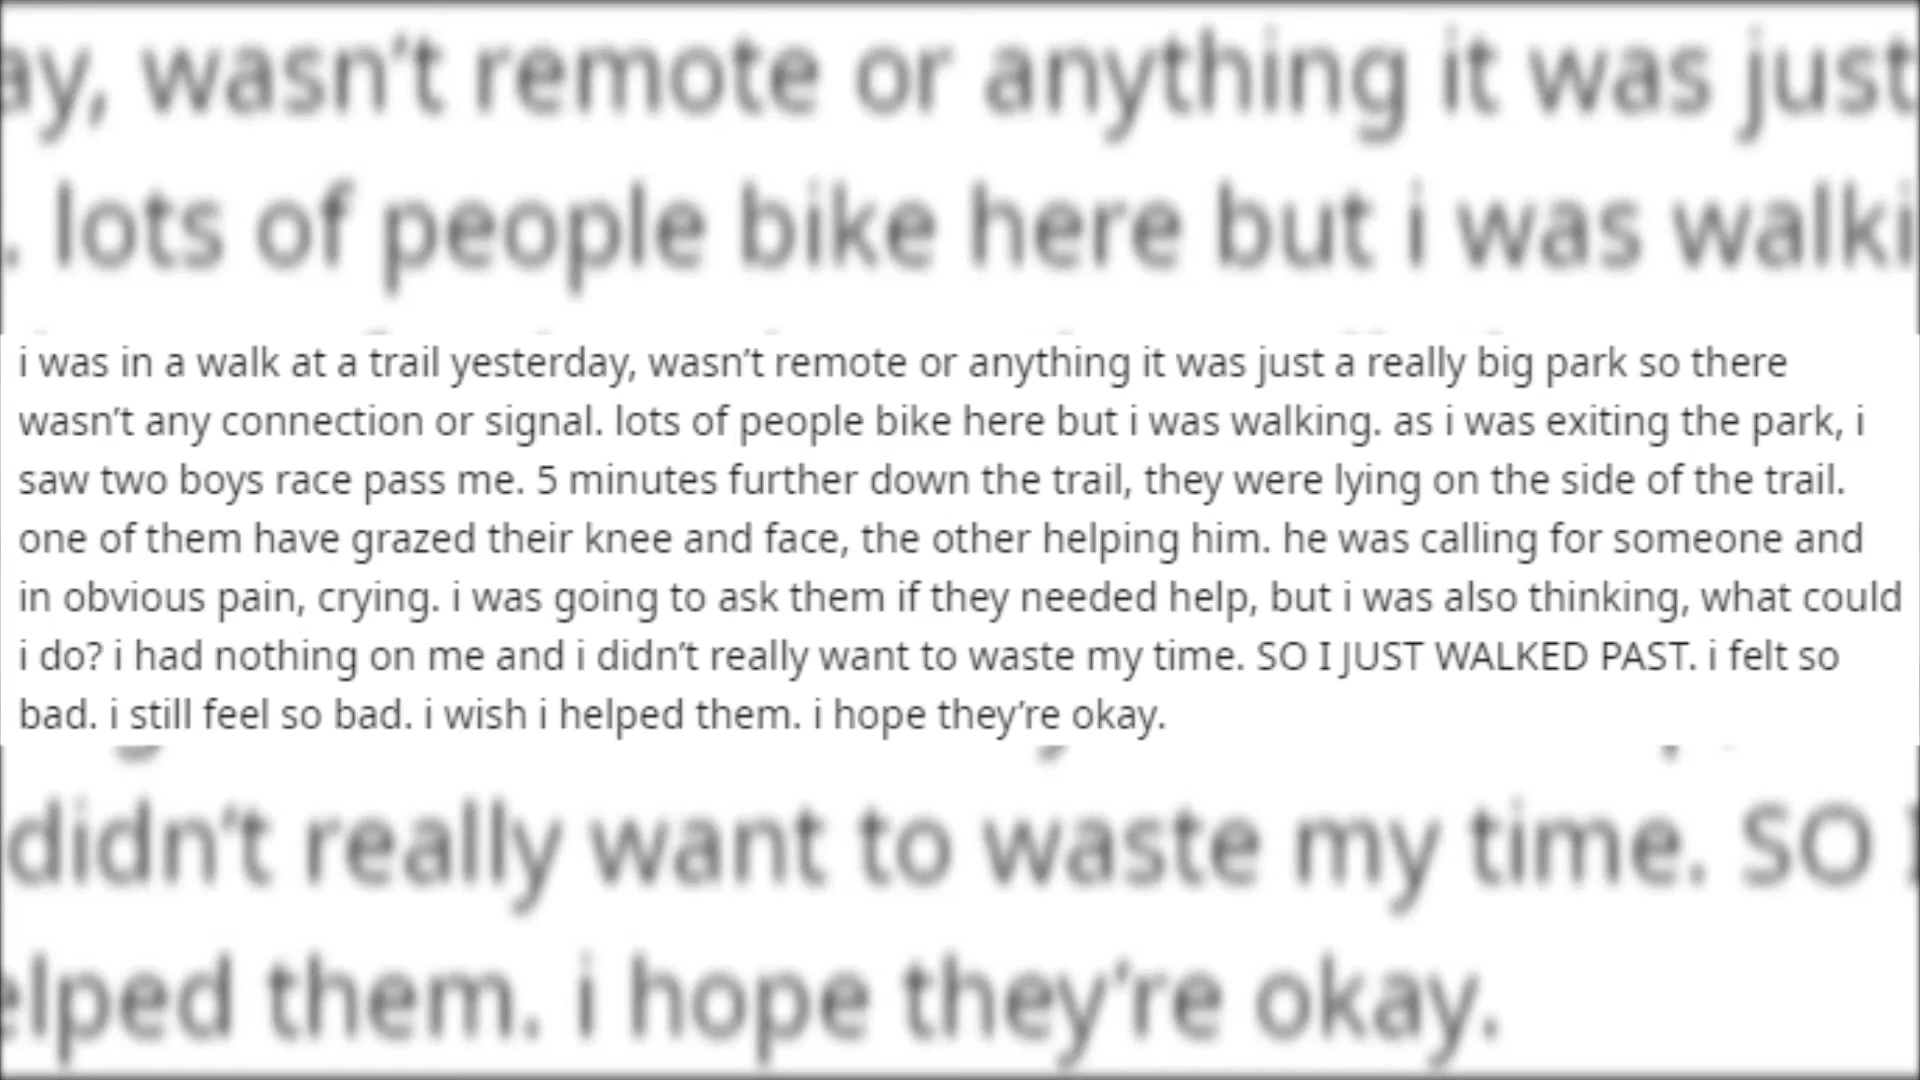 ay, wasn't remote or anything it was just
. lots of people bike here but i was walki
i was in a walk at a trail yesterday, wasn't remote or anything it was just a really big park so there
wasn't any connection or signal. lots of people bike here but i was walking. as i was exiting the park, i
saw two boys race pass me. 5 minutes further down the trail, they were lying on the side of the trail.
one of them have grazed their knee and face, the other helping him. he was calling for someone and
in obvious pain, crying. i was going to ask them if they needed help, but i was also thinking, what could
i do? i had nothing on me and i didn't really want to waste my time. SO I JUST WALKED PAST. i felt so
bad. i still feel so bad. i wish i helped them. i hope they're okay.
didn't really want to waste my time. SO
elped them. i hope they're okay.